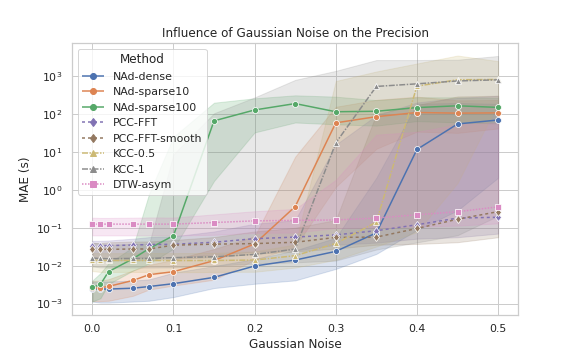 Influence of Gaussian Noise on the Precision
MAE (s)
10³
10²
10¹
10⁰
10⁻¹
10⁻²
10⁻³
Method
NAd-dense
NAd-sparse10
NAd-sparse100
PCC-FFT
PCC-FFT-smooth
KCC-0.5
KCC-1
DTW-asym
0.0 0.1 0.2 0.3 0.4 0.5
Gaussian Noise